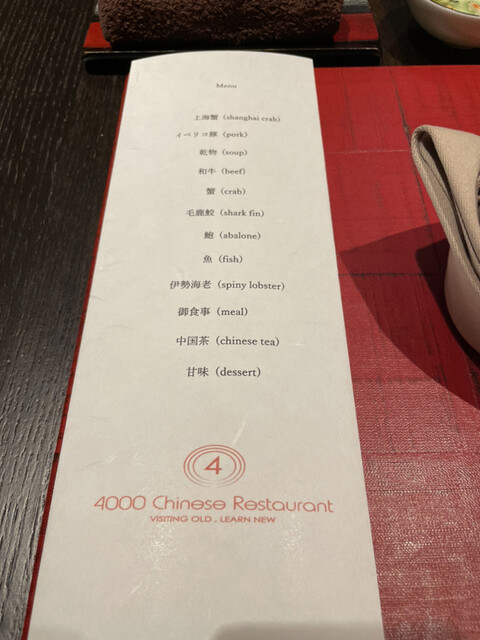 Menu
上海蟹 (shanghai crab)
イベリコ豚 (pork)
乾物 (soup)
和牛 (beef)
蟹 (crab)
毛鹿鮫 (shark fin)
鮑 (abalone)
魚 (fish)
伊勢海老 (spiny lobster)
御食事 (meal)
中国茶 (chinese tea)
甘味 (dessert)
4
4000 Chinese Restaurant
VISITING OLD , LEARN NEW